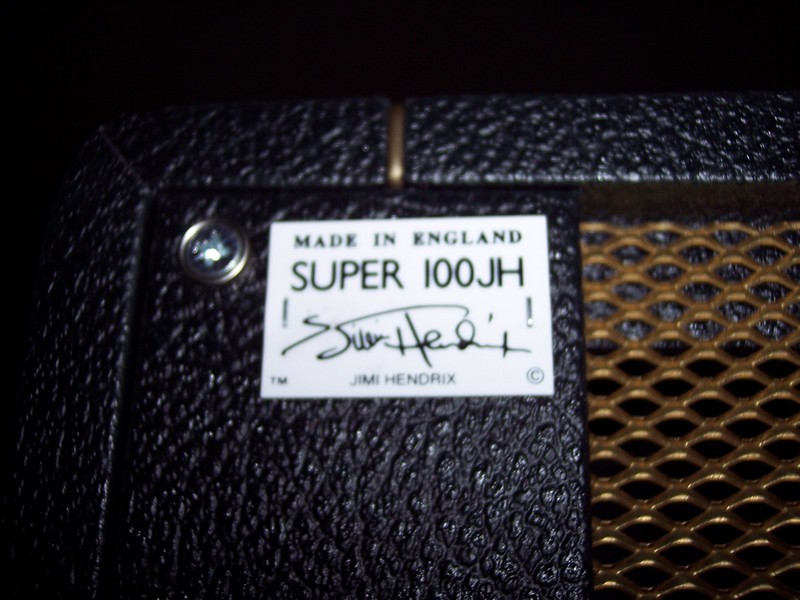 MADE IN ENGLAND
SUPER 100JH
Jimi Hendrix
TM JIMI HENDRIX ©